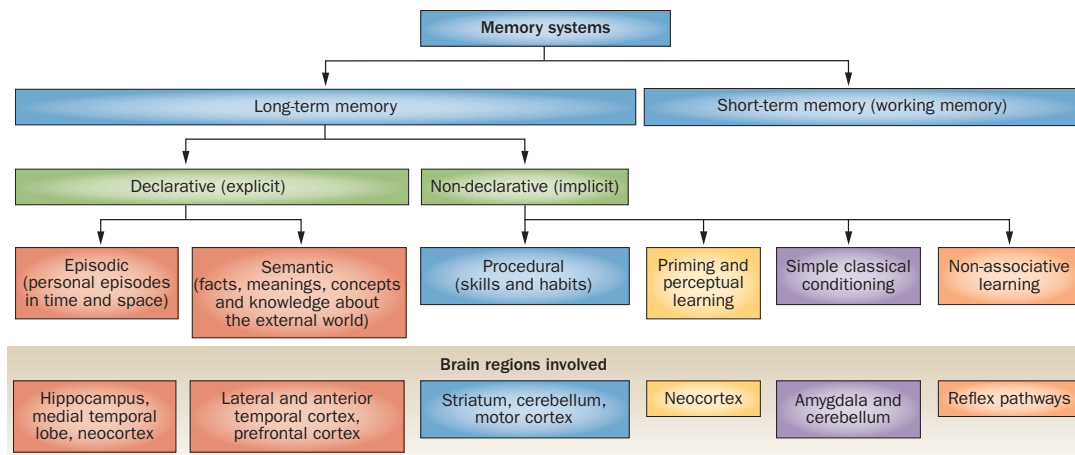 Memory systems
Long-term memory
Short-term memory (working memory)
Declarative (explicit)
Non-declarative (implicit)
Episodic
(personal episodes
in time and space)
Semantic
(facts, meanings, concepts
and knowledge about
the external world)
Procedural
(skills and habits)
Priming and
perceptual
learning
Simple classical
conditioning
Non-associative
learning
Brain regions involved
Hippocampus,
medial temporal
lobe, neocortex
Lateral and anterior
temporal cortex,
prefrontal cortex
Striatum, cerebellum,
motor cortex
Neocortex
Amygdala and
cerebellum
Reflex pathways